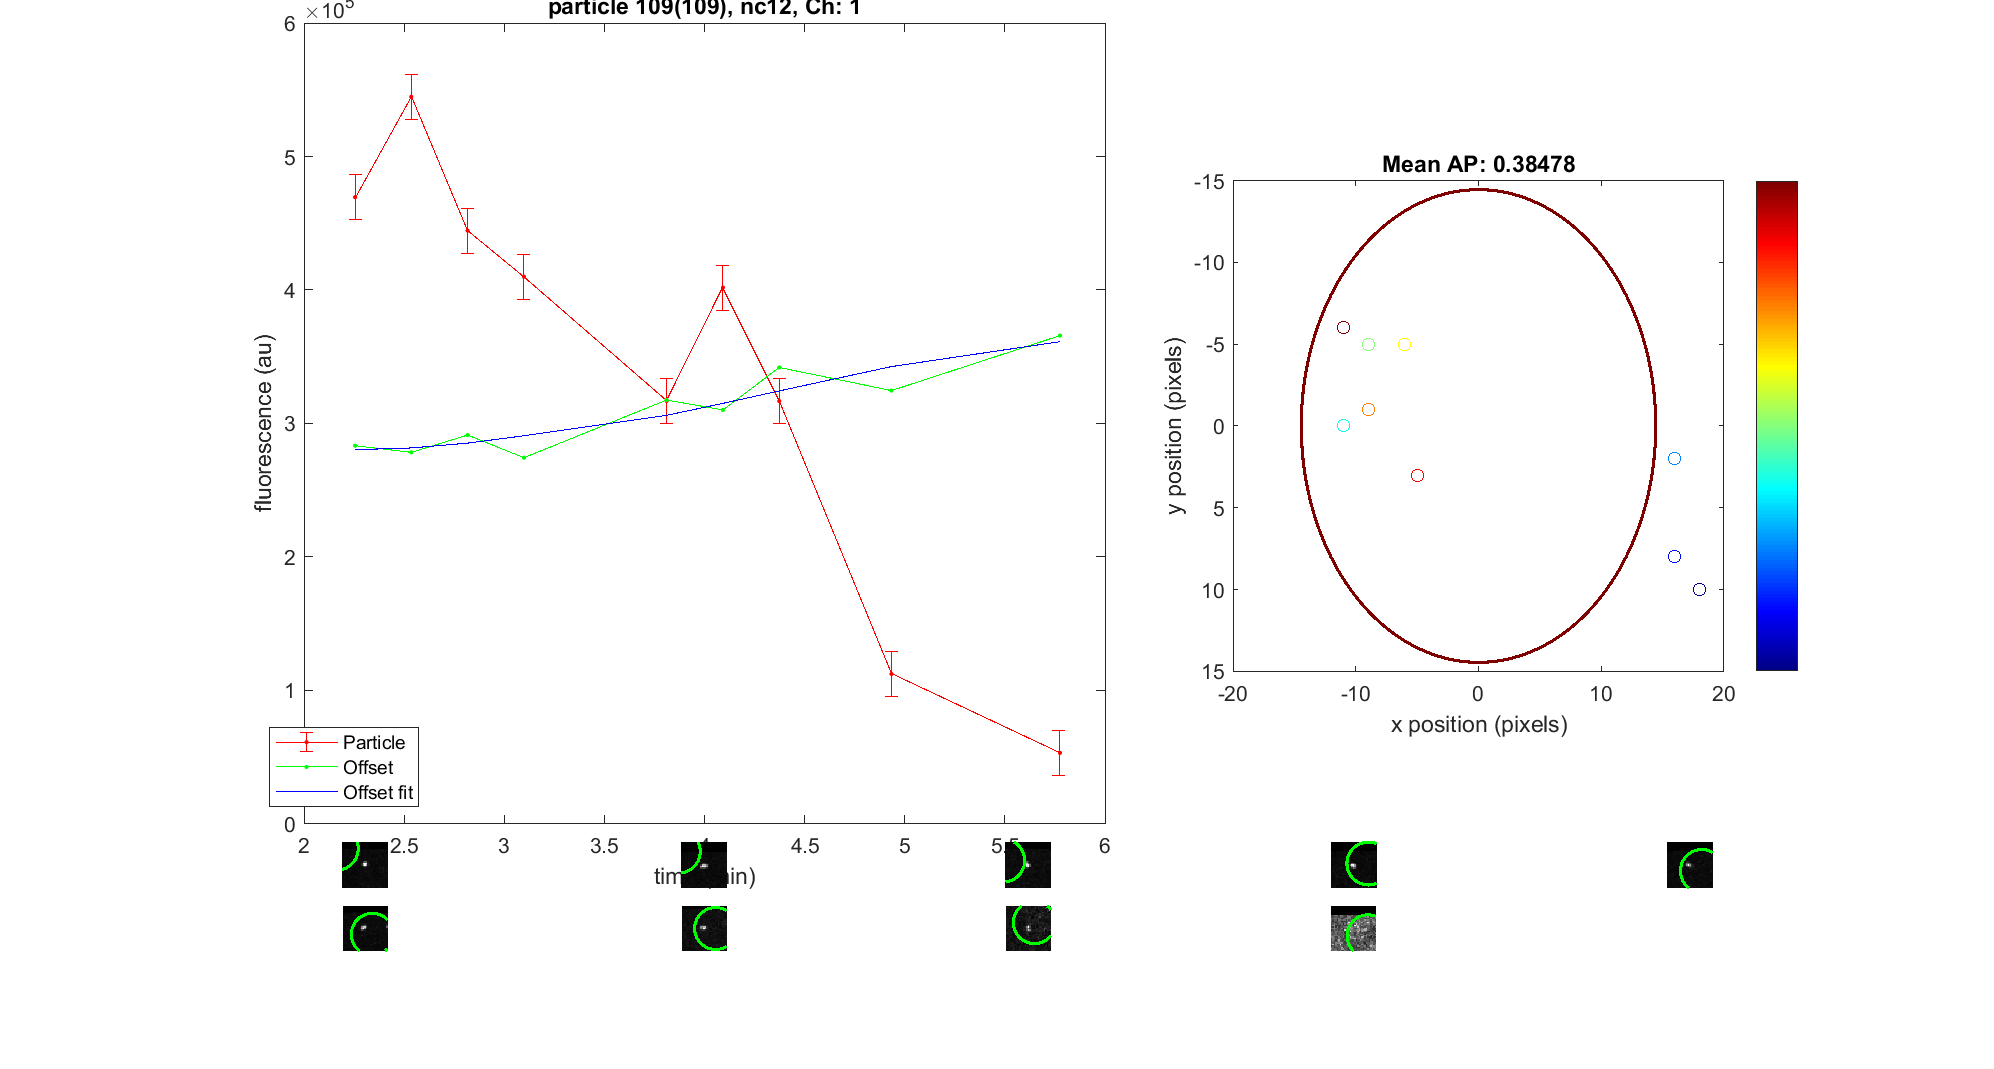 particle 109(109), nc12, Ch: 1
×10⁵
6
5
4
3
2
1
0
fluorescence (au)
Particle
Offset
Offset fit
2 2.5 3 3.5 4 4.5 5 5.5 6
Mean AP: 0.38478
-15
-10
-5
0
5
10
15
y position (pixels)
-20 -10 0 10 20
x position (pixels)